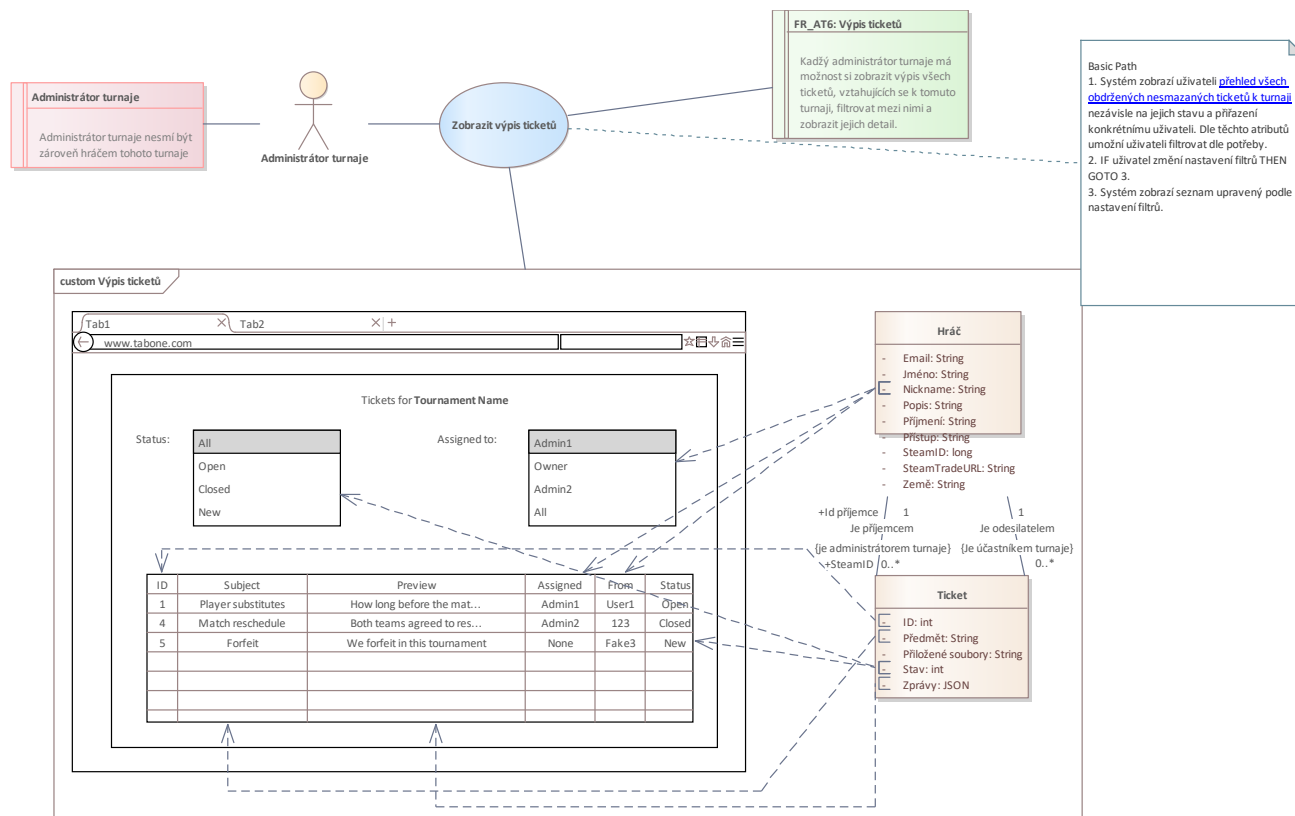 FR_AT6: Výpis ticketů
Kadžý administrátor turnaje má
možnost si zobrazit výpis všech
ticketů, vztahujících se k tomuto
turnaji, filtrovat mezi nimi a
zobrazit jejich detail.
Administrátor turnaje
Administrátor turnaje nesmí být
zároveň hráčem tohoto turnaje
Administrátor turnaje
Zobrazit výpis ticketů
Basic Path
1. Systém zobrazí uživateli přehled všech
obdržených nesmazaných ticketů k turnaji
nezávisle na jejich stavu a přiřazení
konkrétnímu uživateli. Dle těchto atributů
umožní uživateli filtrovat dle potřeby.
2. IF uživatel změní nastavení filtrů THEN
GOTO 3.
3. Systém zobrazí seznam upravený podle
nastavení filtrů.
custom Výpis ticketů
Tab1 Tab2
www.tabone.com
Tickets for Tournament Name
Status: Assigned to:
All Admin1
Open Owner
Closed Admin2
New All
ID Subject Preview Assigned From Status
1 Player substitutes How long before the mat... Admin1 User1 Open
4 Match reschedule Both teams agreed to res... Admin2 123 Closed
5 Forfeit We forfeit in this tournament None Fake3 New
Hráč
- Email: String
- Jméno: String
- Nickname: String
- Popis: String
- Příjmení: String
- Přístup: String
- SteamID: long
- SteamTradeURL: String
- Země: String
+Id příjemce 1 1
Je příjemcem Je odesilatelem
{je administrátorem turnaje} {Je účastníkem turnaje}
+SteamID 0..* 0..*
Ticket
- ID: int
- Předmět: String
- Přiložené soubory: String
- Stav: int
- Zprávy: JSON